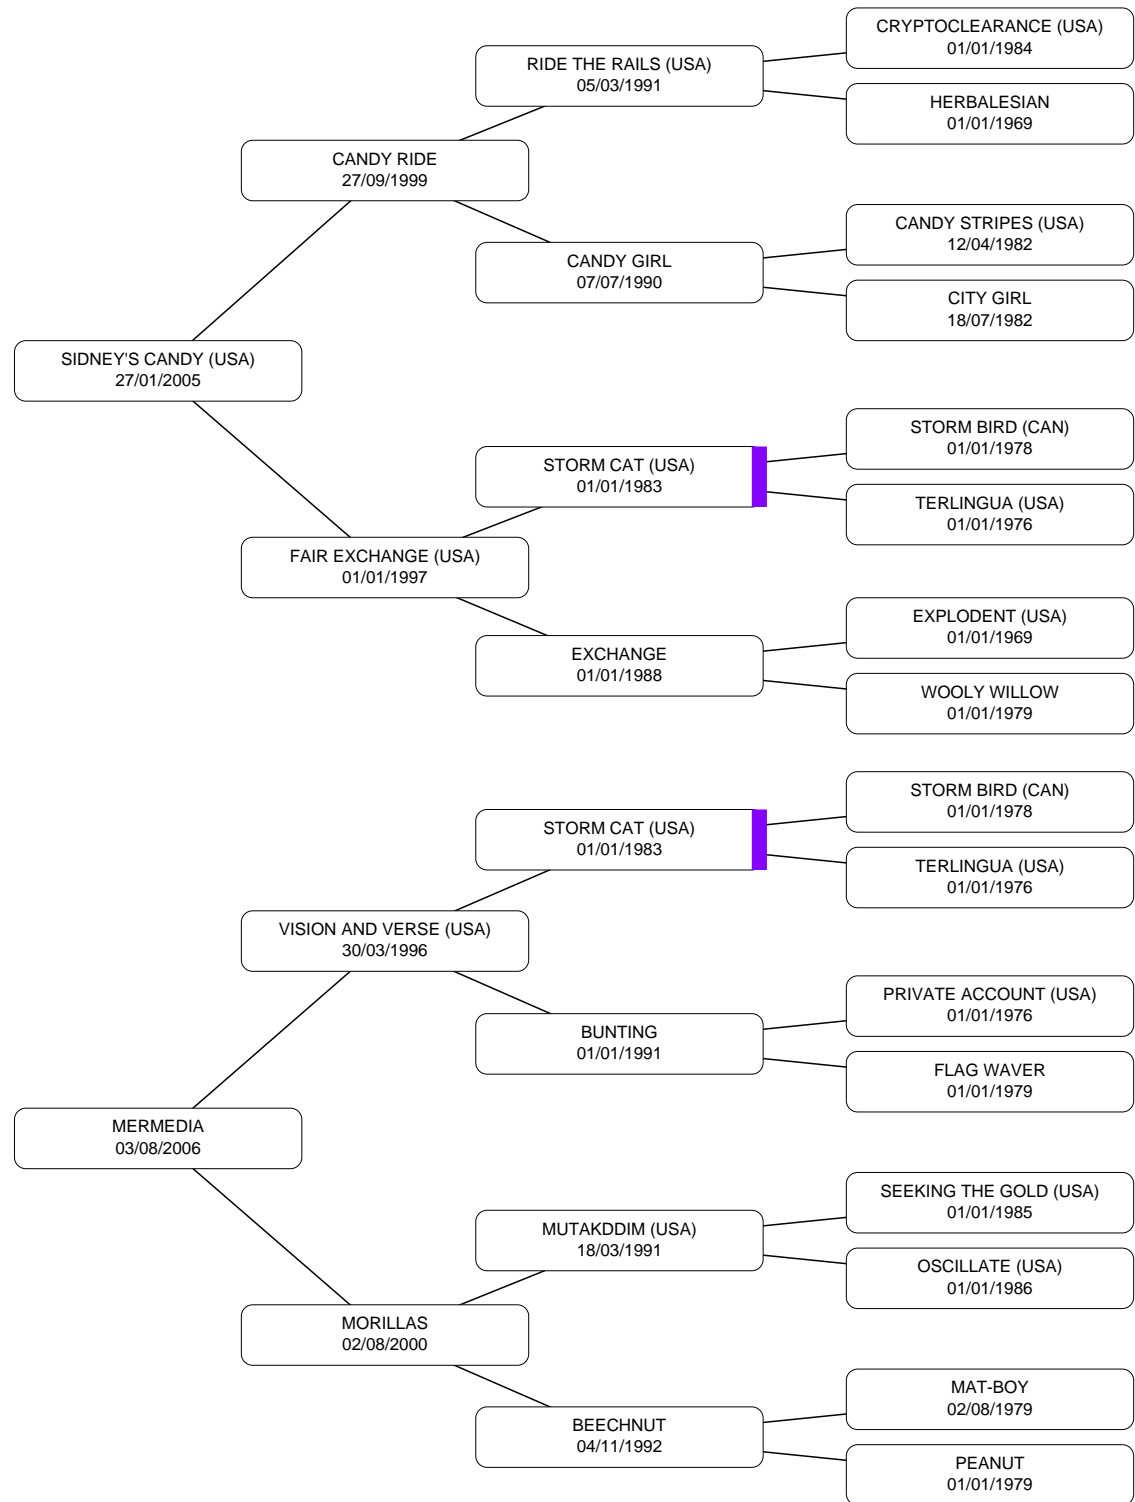 CRYPTOCLEARANCE (USA)
01/01/1984
RIDE THE RAILS (USA)
05/03/1991
HERBALESIAN
01/01/1969
CANDY RIDE
27/09/1999
CANDY STRIPES (USA)
12/04/1982
CANDY GIRL
07/07/1990
CITY GIRL
18/07/1982
SIDNEY'S CANDY (USA)
27/01/2005
STORM BIRD (CAN)
01/01/1978
STORM CAT (USA)
01/01/1983
TERLINGUA (USA)
01/01/1976
FAIR EXCHANGE (USA)
01/01/1997
EXPLODENT (USA)
01/01/1969
EXCHANGE
01/01/1988
WOOLY WILLOW
01/01/1979
STORM BIRD (CAN)
01/01/1978
STORM CAT (USA)
01/01/1983
TERLINGUA (USA)
01/01/1976
VISION AND VERSE (USA)
30/03/1996
PRIVATE ACCOUNT (USA)
01/01/1976
BUNTING
01/01/1991
FLAG WAVER
01/01/1979
MERMEDIA
03/08/2006
SEEKING THE GOLD (USA)
01/01/1985
MUTAKDDIM (USA)
18/03/1991
OSCILLATE (USA)
01/01/1986
MORILLAS
02/08/2000
MAT-BOY
02/08/1979
BEECHNUT
04/11/1992
PEANUT
01/01/1979